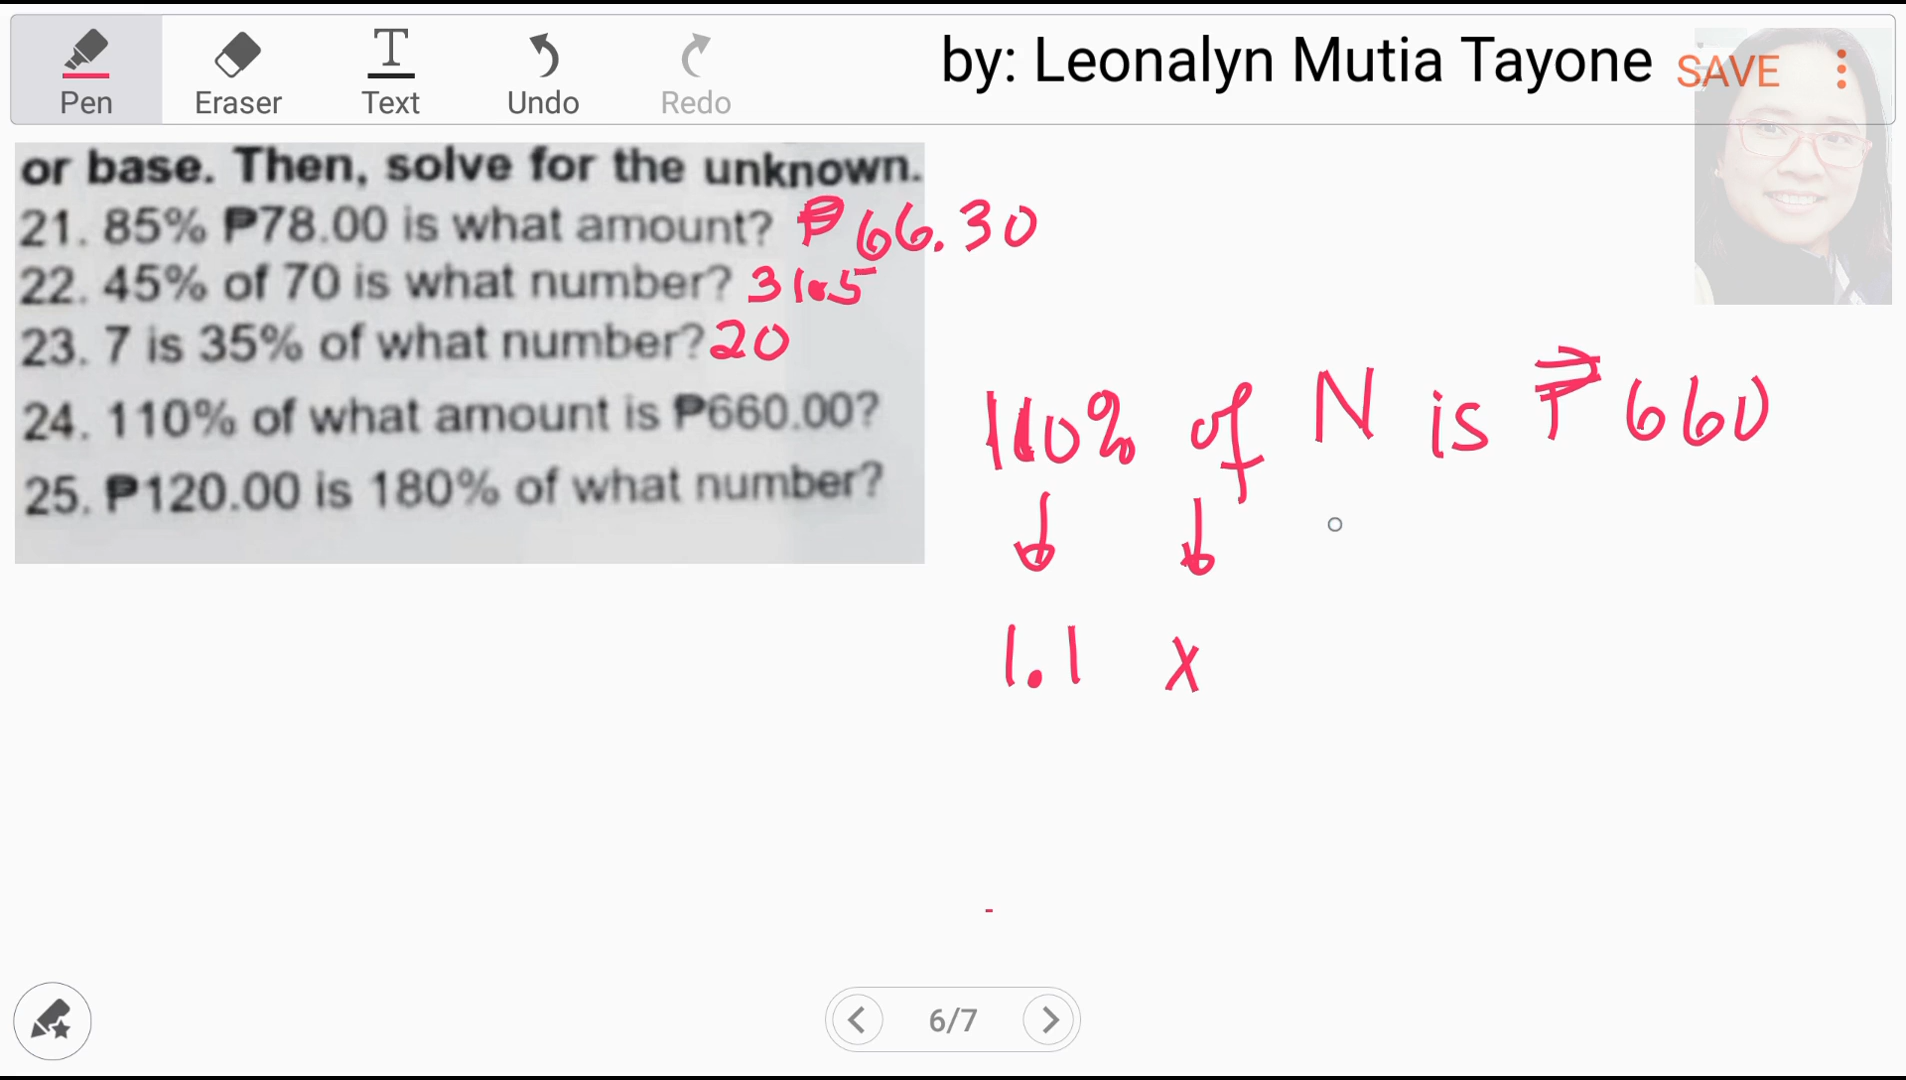 Pen Eraser Text Undo Redo by: Leonalyn Mutia Tayone SAVE
or base. Then, solve for the unknown.
21. 85% ₱78.00 is what amount? ₱66.30
22. 45% of 70 is what number? 31.5
23. 7 is 35% of what number? 20
24. 110% of what amount is ₱660.00?
25. ₱120.00 is 180% of what number?
110% of N is ₱660
1.1 x
6/7